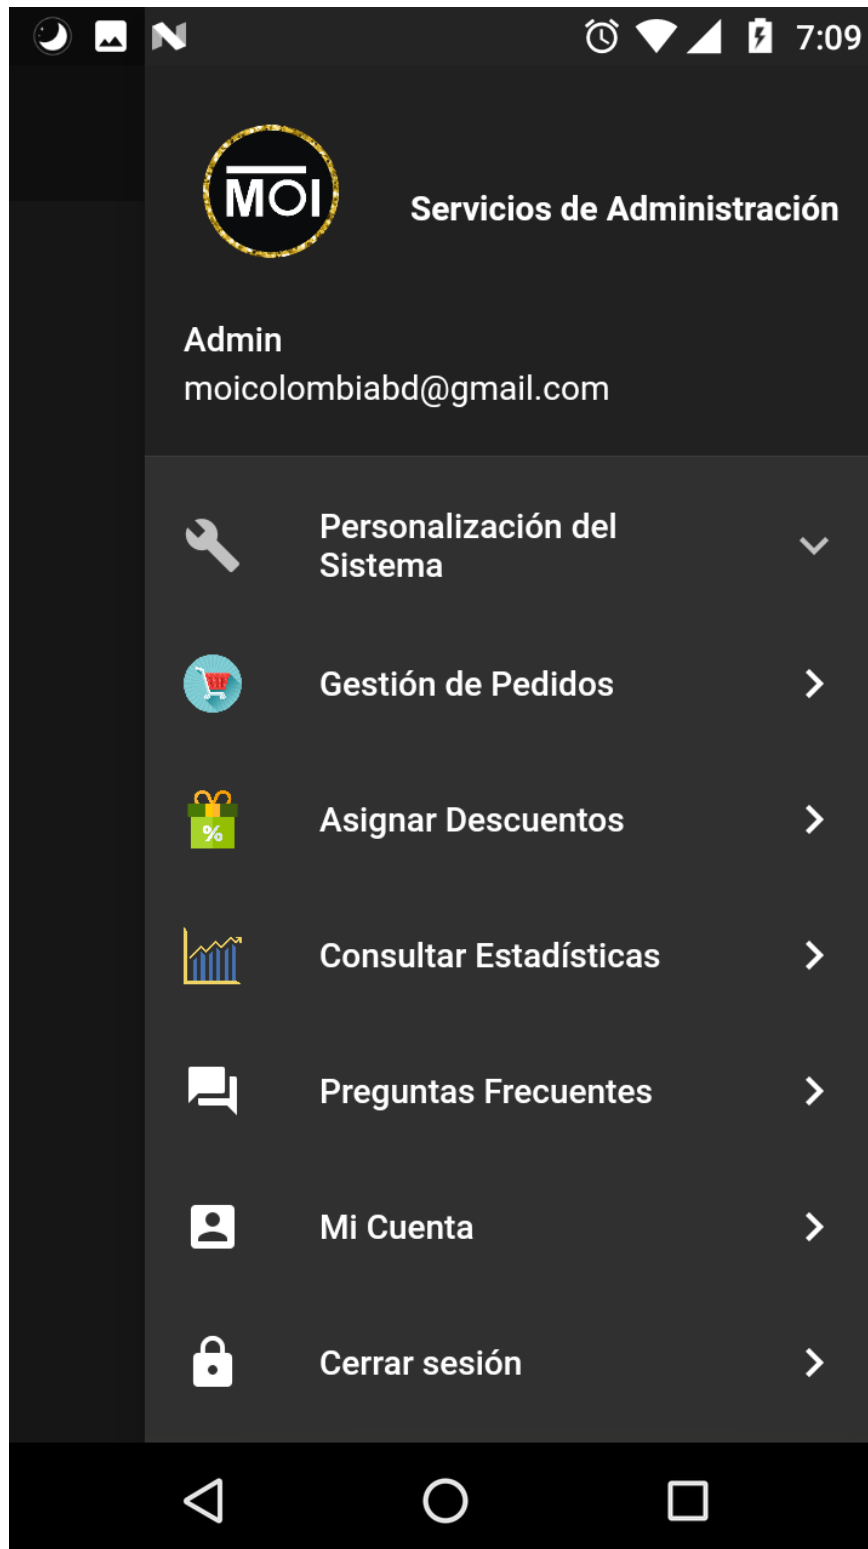 7:09
MOI
Servicios de Administración
Admin
moicolombiabd@gmail.com
Personalización del
Sistema
Gestión de Pedidos
%
Asignar Descuentos
Consultar Estadísticas
Preguntas Frecuentes
Mi Cuenta
Cerrar sesión